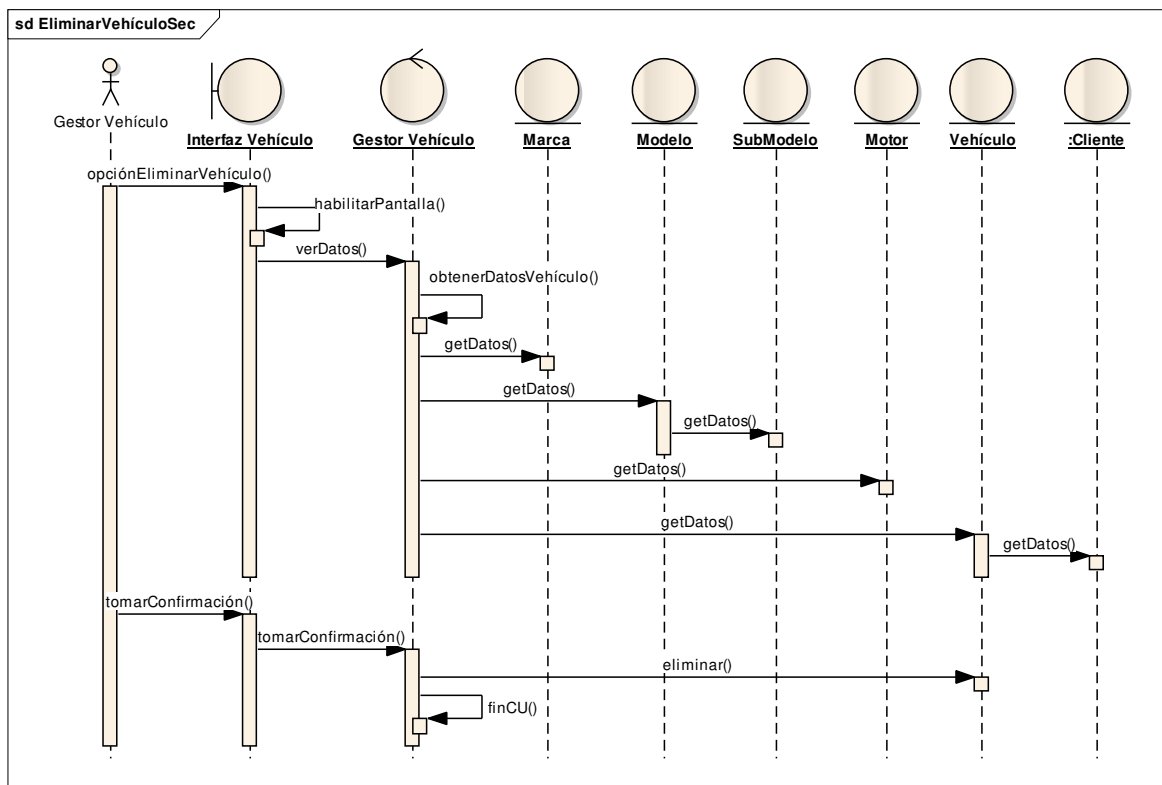 sd EliminarVehículoSec
Gestor Vehículo
Interfaz Vehículo
Gestor Vehículo
Marca
Modelo
SubModelo
Motor
Vehículo
:Cliente
opciónEliminarVehículo()
habilitarPantalla()
verDatos()
obtenerDatosVehículo()
getDatos()
getDatos()
getDatos()
getDatos()
getDatos()
getDatos()
tomarConfirmación()
tomarConfirmación()
eliminar()
finCU()